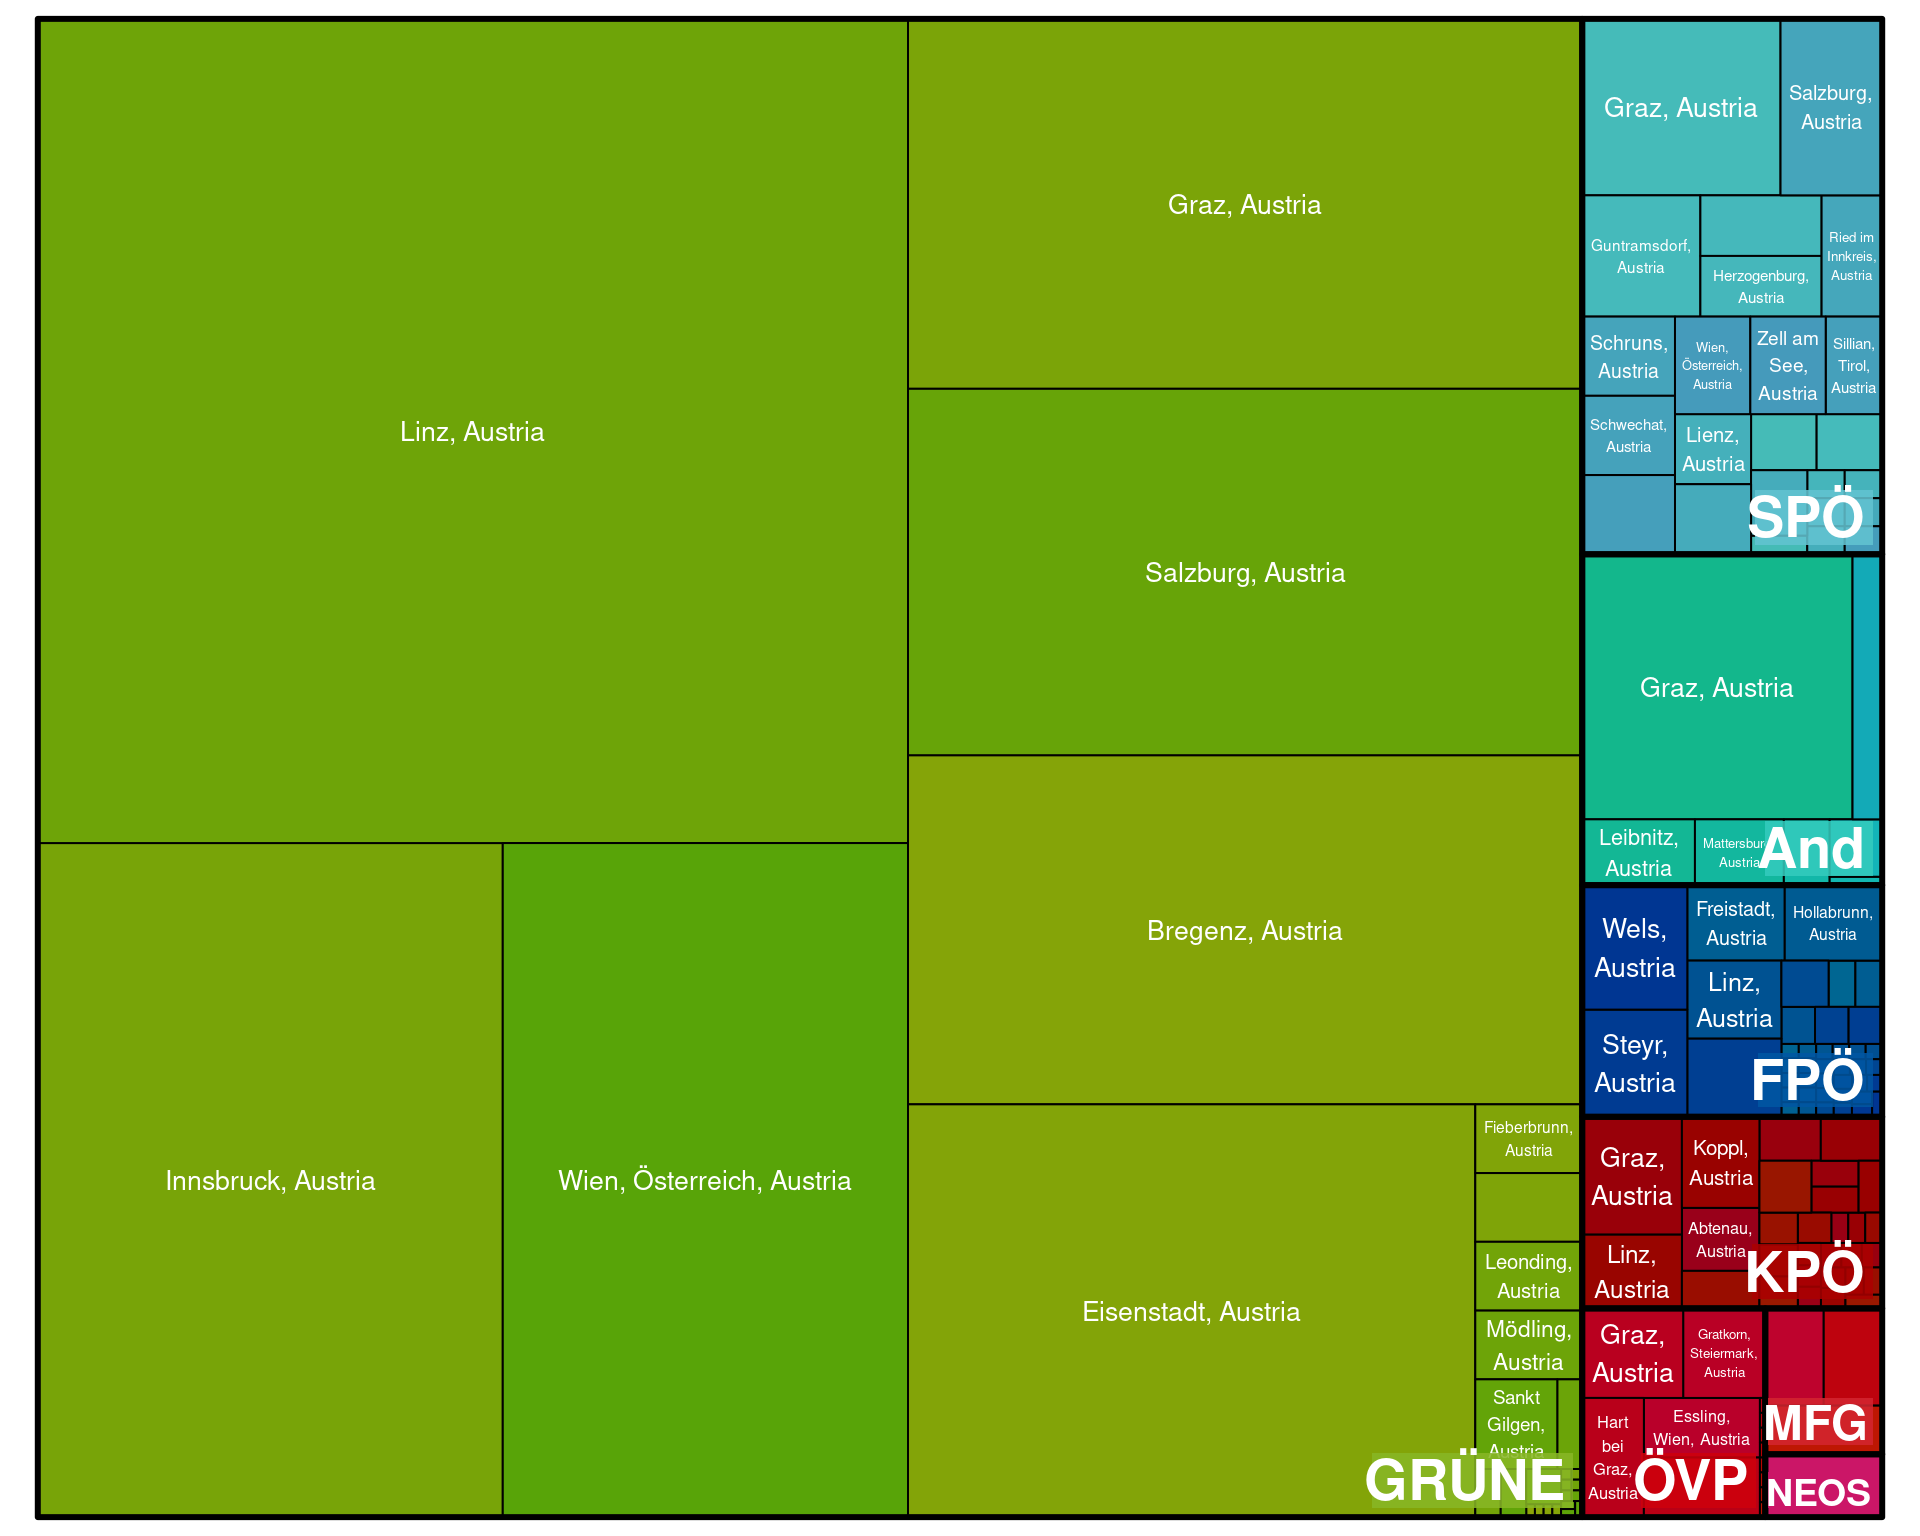 Linz, Austria
Innsbruck, Austria
Wien, Österreich, Austria
Graz, Austria
Salzburg, Austria
Bregenz, Austria
Eisenstadt, Austria
Fieberbrunn,
Austria
Leonding,
Austria
Mödling,
Austria
Sankt
Gilgen,
Austria
GRÜNE
Graz, Austria
Salzburg,
Austria
Guntramsdorf,
Austria
Herzogenburg,
Austria
Ried im
Innkreis,
Austria
Schruns,
Austria
Wien,
Österreich,
Austria
Zell am
See,
Austria
Sillian,
Tirol,
Austria
Schwechat,
Austria
Lienz,
Austria
SPÖ
Graz, Austria
Leibnitz,
Austria
Mattersbur
Austria
And
Wels,
Austria
Freistadt,
Austria
Hollabrunn,
Austria
Steyr,
Austria
Linz,
Austria
FPÖ
Graz,
Austria
Koppl,
Austria
Abtenau,
Austria
Linz,
Austria
KPÖ
Graz,
Austria
Gratkorn,
Steiermark,
Austria
Hart
bei
Graz,
Austria
Essling,
Wien, Austria
ÖVP
MFG
NEOS